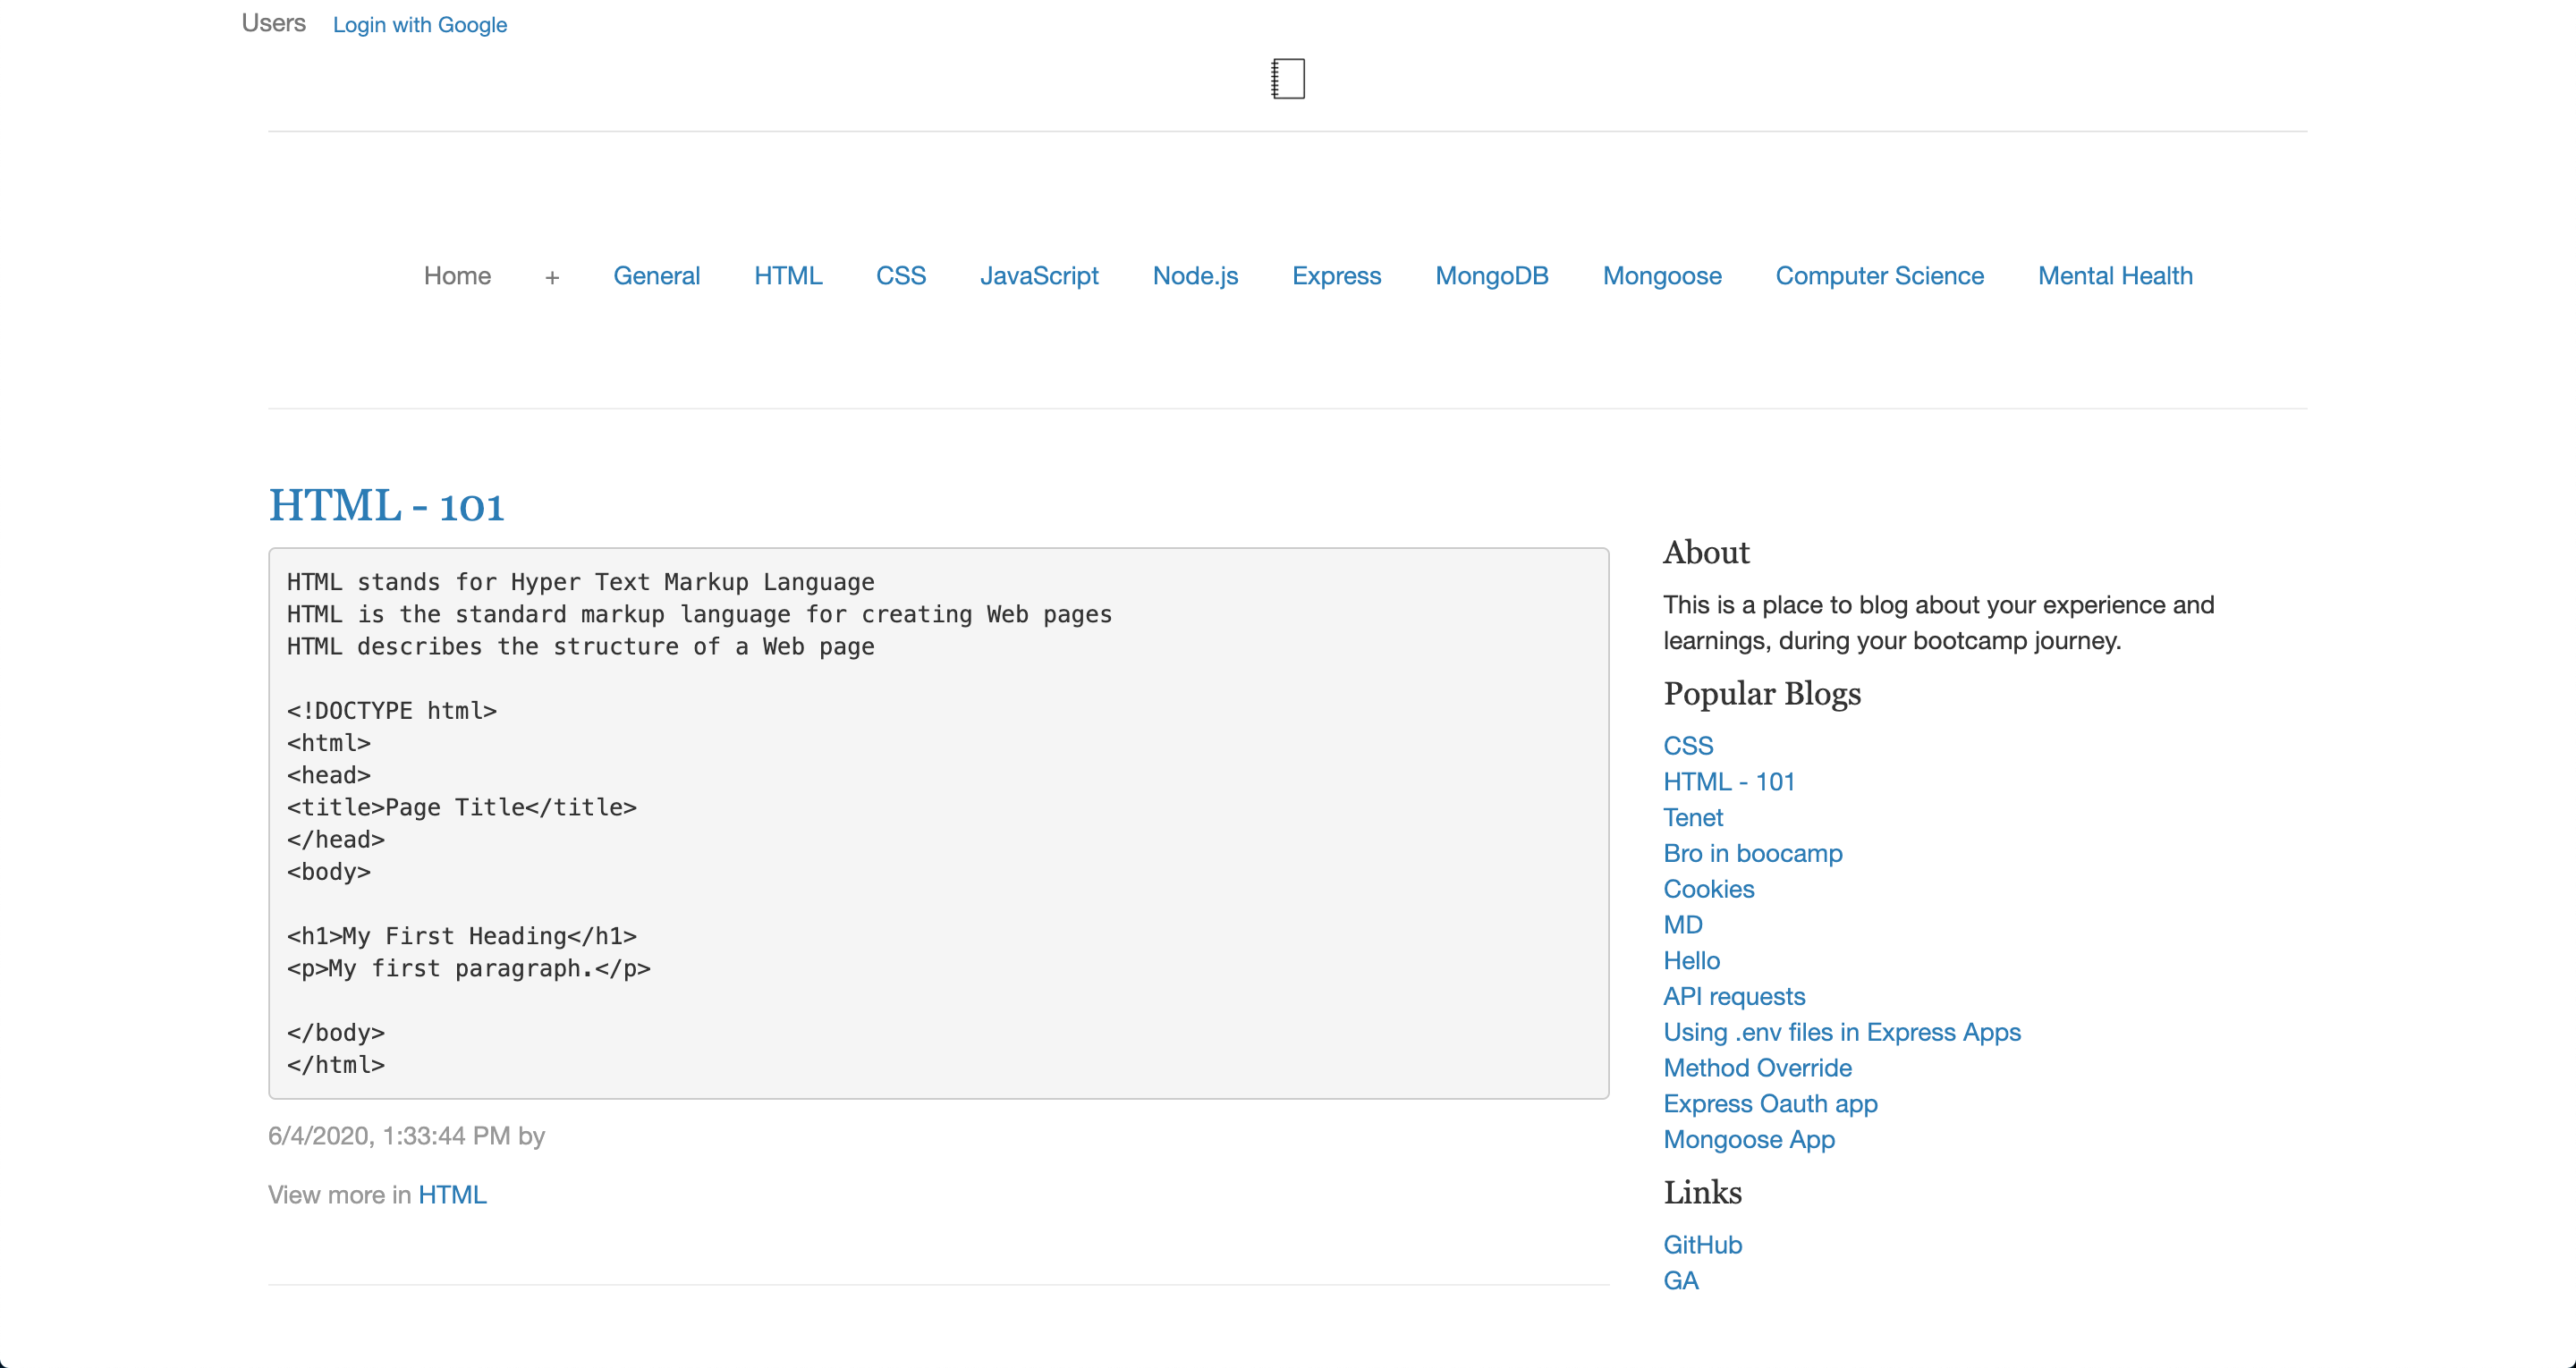 Users Login with Google
Home + General HTML CSS JavaScript Node.js Express MongoDB Mongoose Computer Science Mental Health
HTML - 101
HTML stands for Hyper Text Markup Language
HTML is the standard markup language for creating Web pages
HTML describes the structure of a Web page
<!DOCTYPE html>
<html>
<head>
<title>Page Title</title>
</head>
<body>
<h1>My First Heading</h1>
<p>My first paragraph.</p>
</body>
</html>
6/4/2020, 1:33:44 PM by
View more in HTML
About
This is a place to blog about your experience and
learnings, during your bootcamp journey.
Popular Blogs
CSS
HTML - 101
Tenet
Bro in boocamp
Cookies
MD
Hello
API requests
Using .env files in Express Apps
Method Override
Express Oauth app
Mongoose App
Links
GitHub
GA